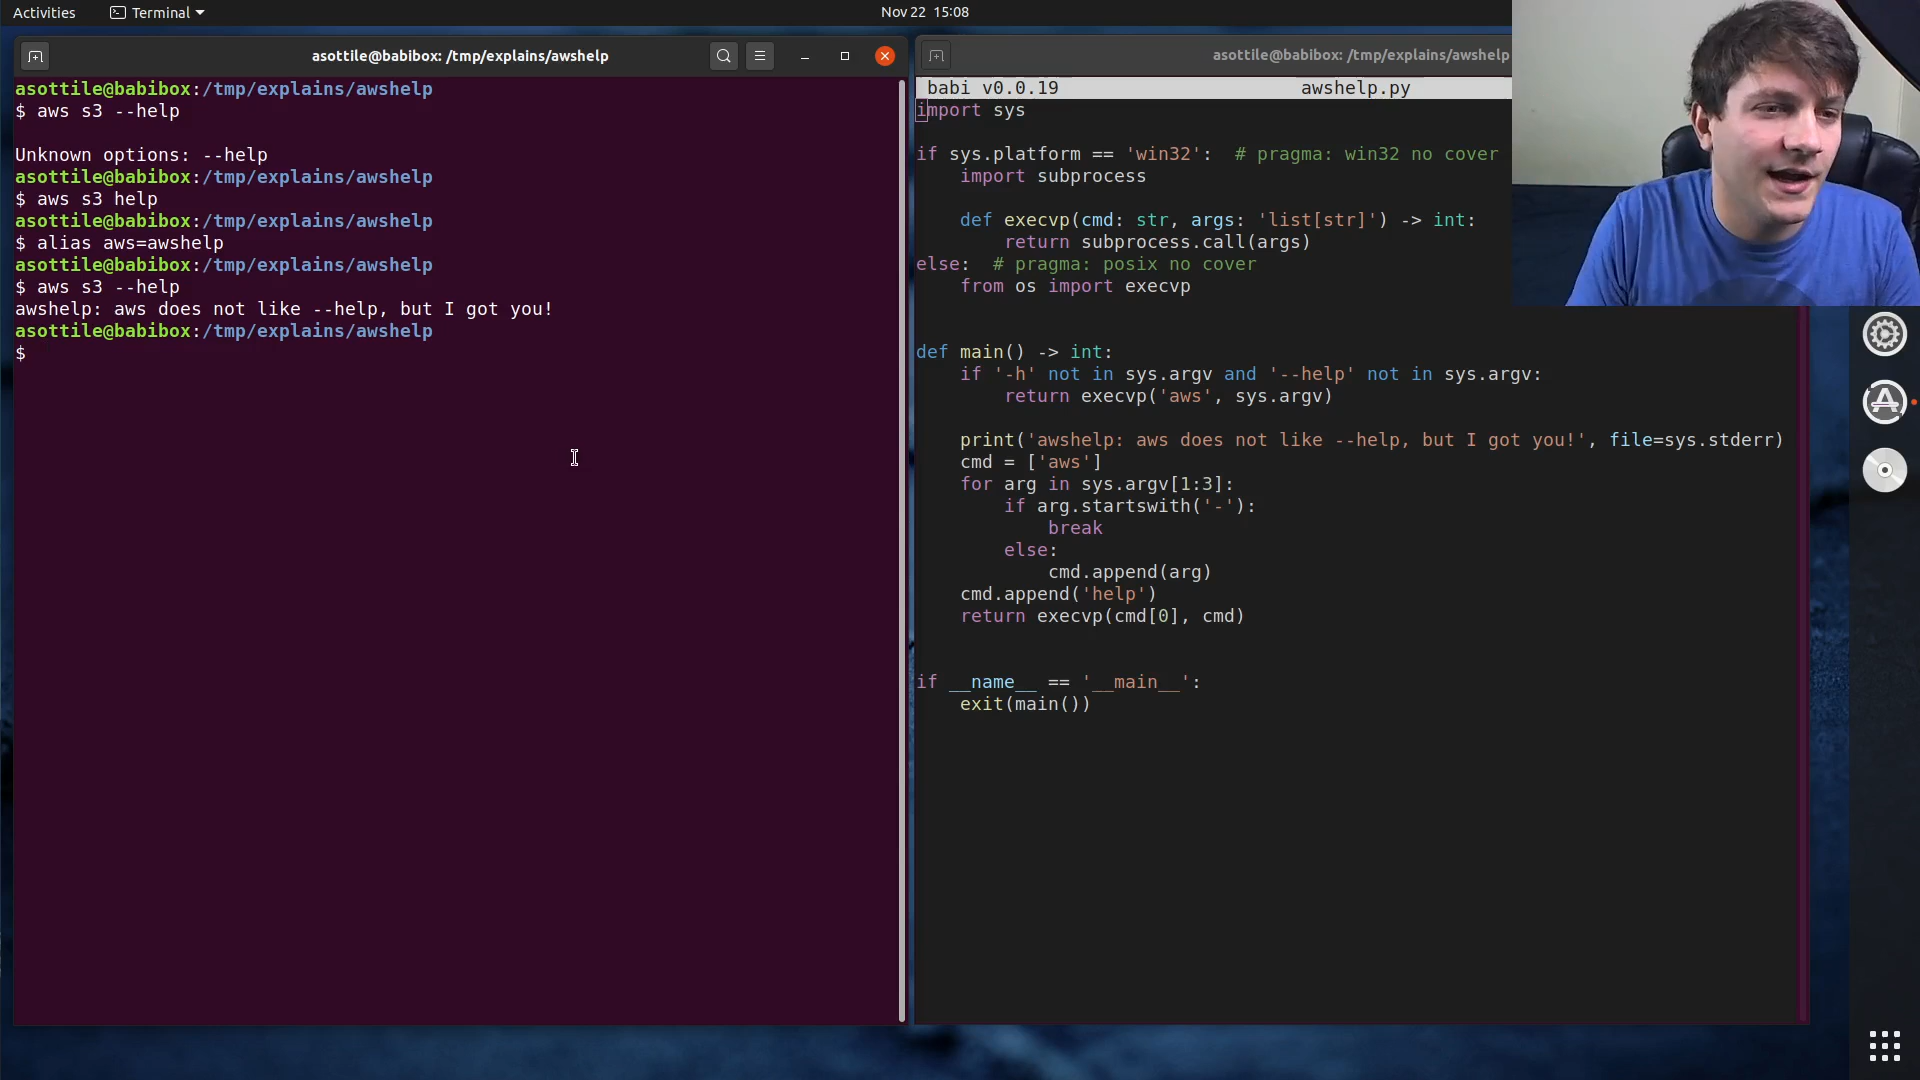 Activities
Terminal
Nov 22 15:08
asottile@babibox: /tmp/explains/awshelp
asottile@babibox:/tmp/explains/awshelp
$ aws s3 --help
Unknown options: --help
asottile@babibox:/tmp/explains/awshelp
$ aws s3 help
asottile@babibox:/tmp/explains/awshelp
$ alias aws=awshelp
asottile@babibox:/tmp/explains/awshelp
$ aws s3 --help
awshelp: aws does not like --help, but I got you!
asottile@babibox:/tmp/explains/awshelp
$
asottile@babibox: /tmp/explains/awshelp
babi v0.0.19 awshelp.py
import sys
if sys.platform == 'win32':  # pragma: win32 no cover
    import subprocess
    def execvp(cmd: str, args: 'list[str]') -> int:
        return subprocess.call(args)
else:  # pragma: posix no cover
    from os import execvp
def main() -> int:
    if '-h' not in sys.argv and '--help' not in sys.argv:
        return execvp('aws', sys.argv)
    print('awshelp: aws does not like --help, but I got you!', file=sys.stderr)
    cmd = ['aws']
    for arg in sys.argv[1:3]:
        if arg.startswith('-'):
            break
        else:
            cmd.append(arg)
    cmd.append('help')
    return execvp(cmd[0], cmd)
if __name__ == '__main__':
    exit(main())